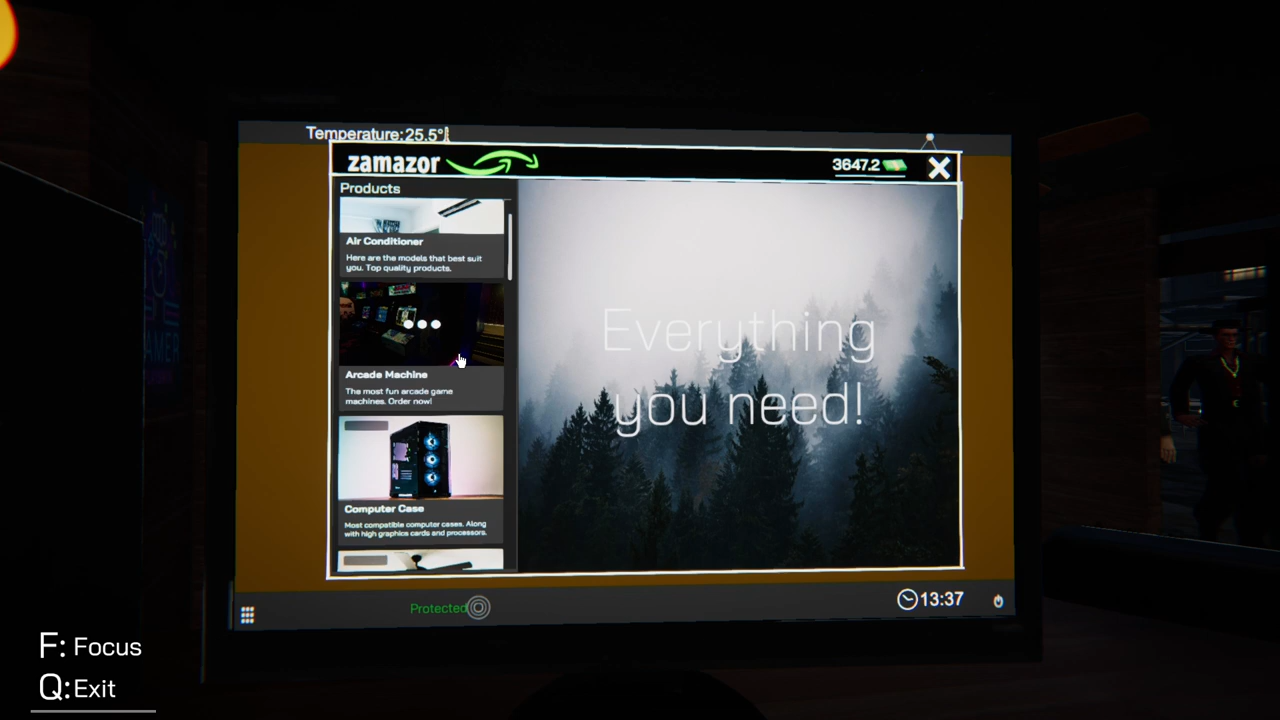 Temperature: 25.5°
zamazor
3647.2
Products
Air Conditioner
Here are the models that best suit
you. Top quality products.
Arcade Machine
The most fun arcade game
machines. Order now!
Computer Case
Most compatible computer cases. Along
with high graphics cards and processors.
Everything
you need!
Protected
13:37
F: Focus
Q: Exit